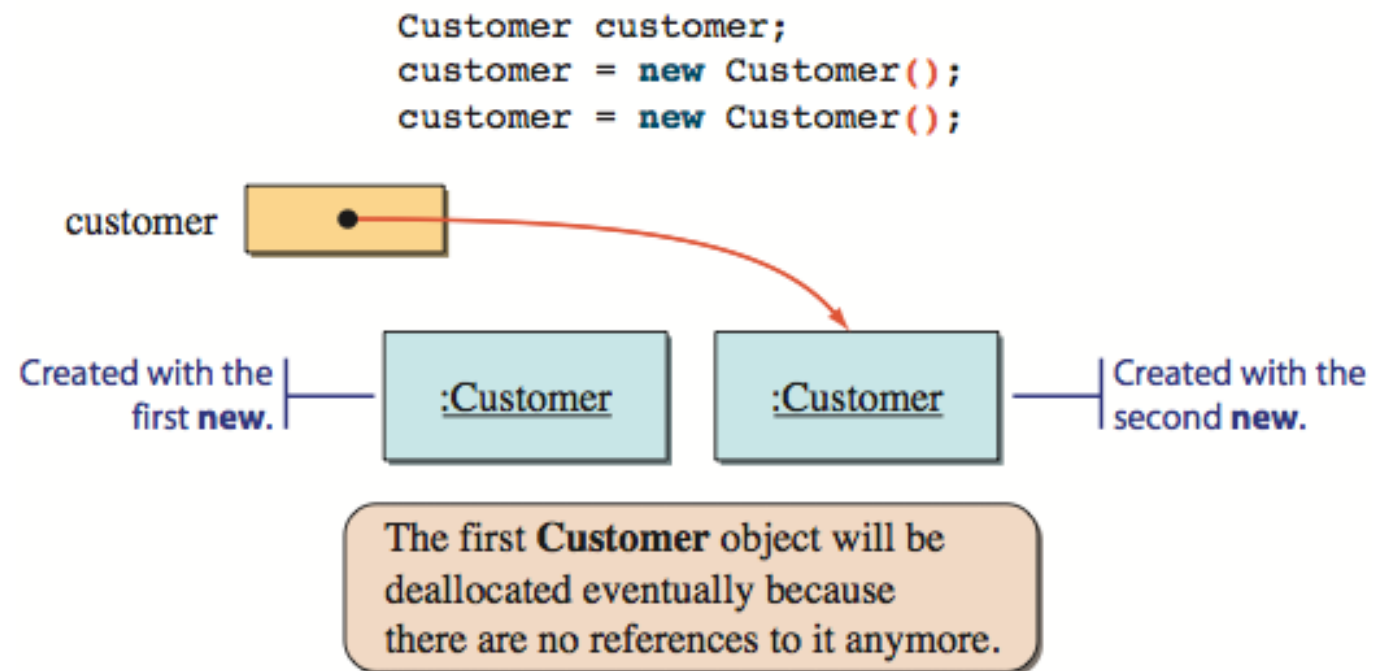 Customer customer;
customer = new Customer();
customer = new Customer();
customer
Created with the
first new.
:Customer
:Customer
Created with the
second new.
The first Customer object will be
deallocated eventually because
there are no references to it anymore.